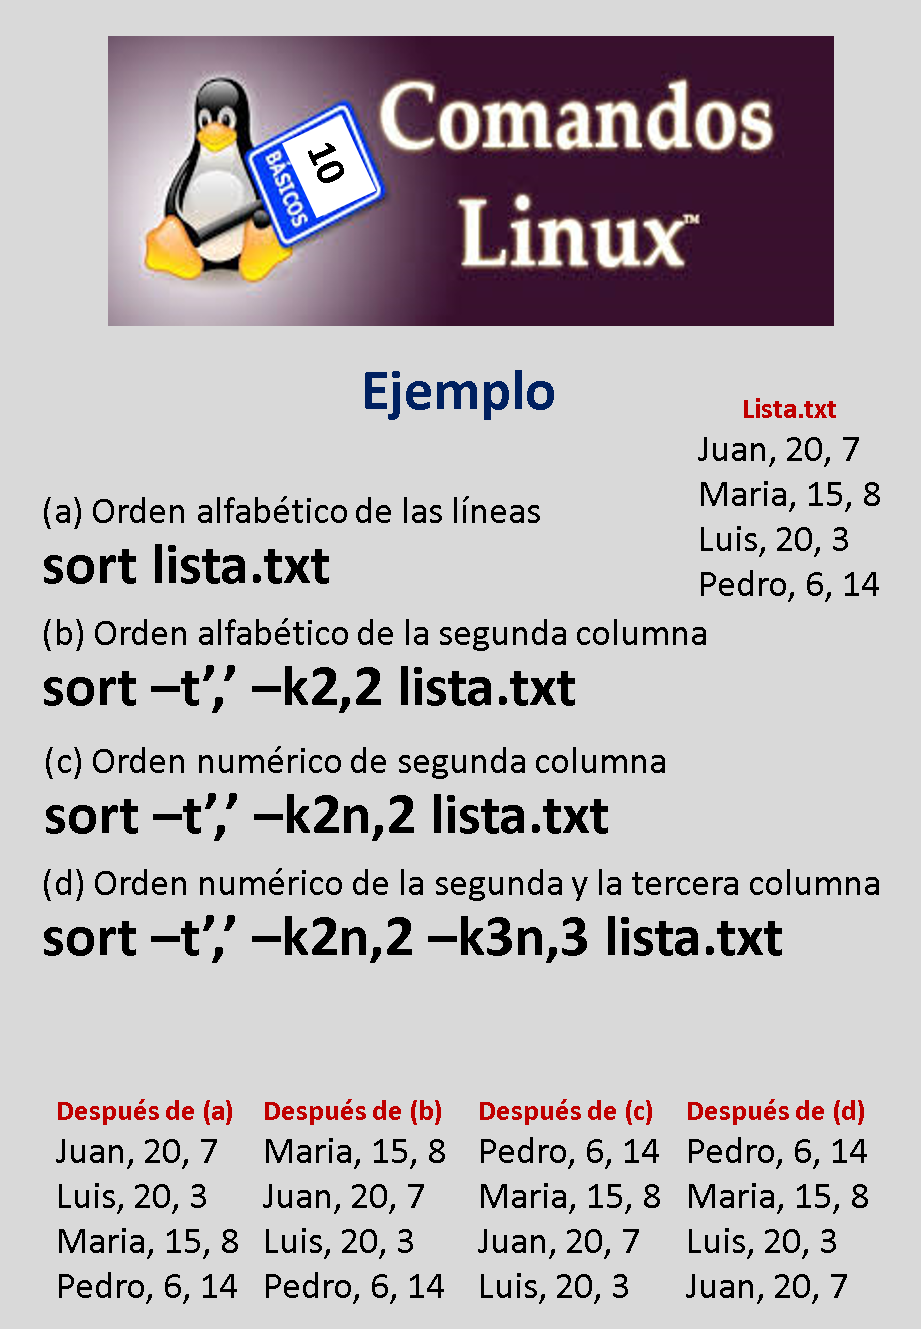 Comandos
Linux™
10
BÁSICOS
Ejemplo
Lista.txt
Juan, 20, 7
Maria, 15, 8
Luis, 20, 3
Pedro, 6, 14
(a) Orden alfabético de las líneas
sort lista.txt
(b) Orden alfabético de la segunda columna
sort –t’,’ –k2,2 lista.txt
(c) Orden numérico de segunda columna
sort –t’,’ –k2n,2 lista.txt
(d) Orden numérico de la segunda y la tercera columna
sort –t’,’ –k2n,2 –k3n,3 lista.txt
Después de (a)
Juan, 20, 7
Luis, 20, 3
Maria, 15, 8
Pedro, 6, 14
Después de (b)
Maria, 15, 8
Juan, 20, 7
Luis, 20, 3
Pedro, 6, 14
Después de (c)
Pedro, 6, 14
Maria, 15, 8
Juan, 20, 7
Luis, 20, 3
Después de (d)
Pedro, 6, 14
Maria, 15, 8
Luis, 20, 3
Juan, 20, 7